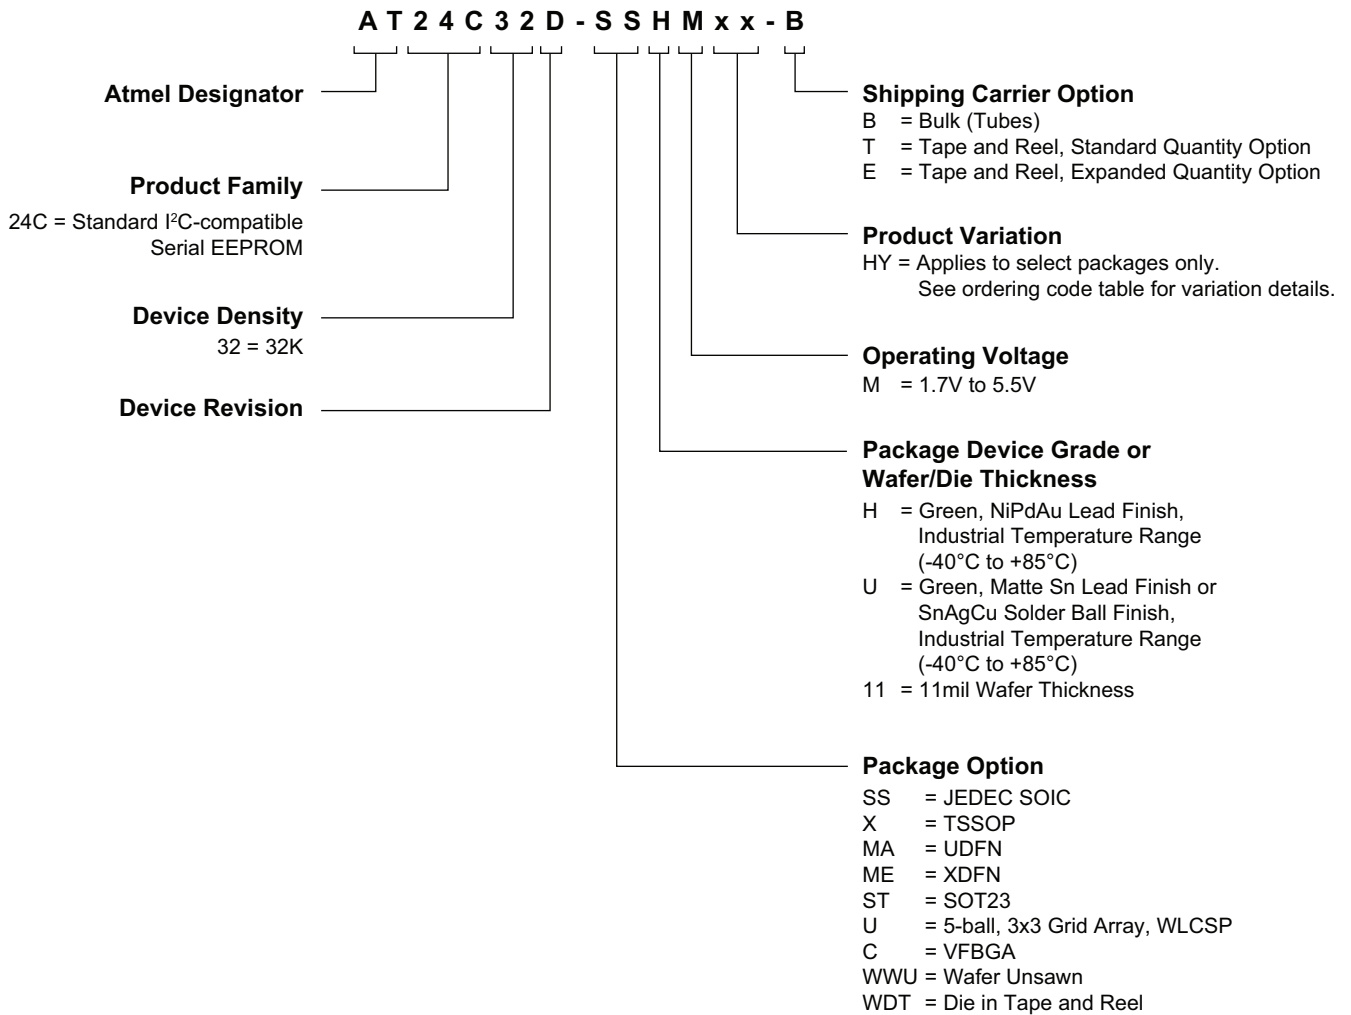 AT24C32D-SSHMxx-B
Atmel Designator
Product Family
24C = Standard I²C-compatible
Serial EEPROM
Device Density
32 = 32K
Device Revision
Shipping Carrier Option
B = Bulk (Tubes)
T = Tape and Reel, Standard Quantity Option
E = Tape and Reel, Expanded Quantity Option
Product Variation
HY = Applies to select packages only.
See ordering code table for variation details.
Operating Voltage
M = 1.7V to 5.5V
Package Device Grade or
Wafer/Die Thickness
H = Green, NiPdAu Lead Finish,
Industrial Temperature Range
(-40°C to +85°C)
U = Green, Matte Sn Lead Finish or
SnAgCu Solder Ball Finish,
Industrial Temperature Range
(-40°C to +85°C)
11 = 11mil Wafer Thickness
Package Option
SS = JEDEC SOIC
X = TSSOP
MA = UDFN
ME = XDFN
ST = SOT23
U = 5-ball, 3x3 Grid Array, WLCSP
C = VFBGA
WWU = Wafer Unsawn
WDT = Die in Tape and Reel